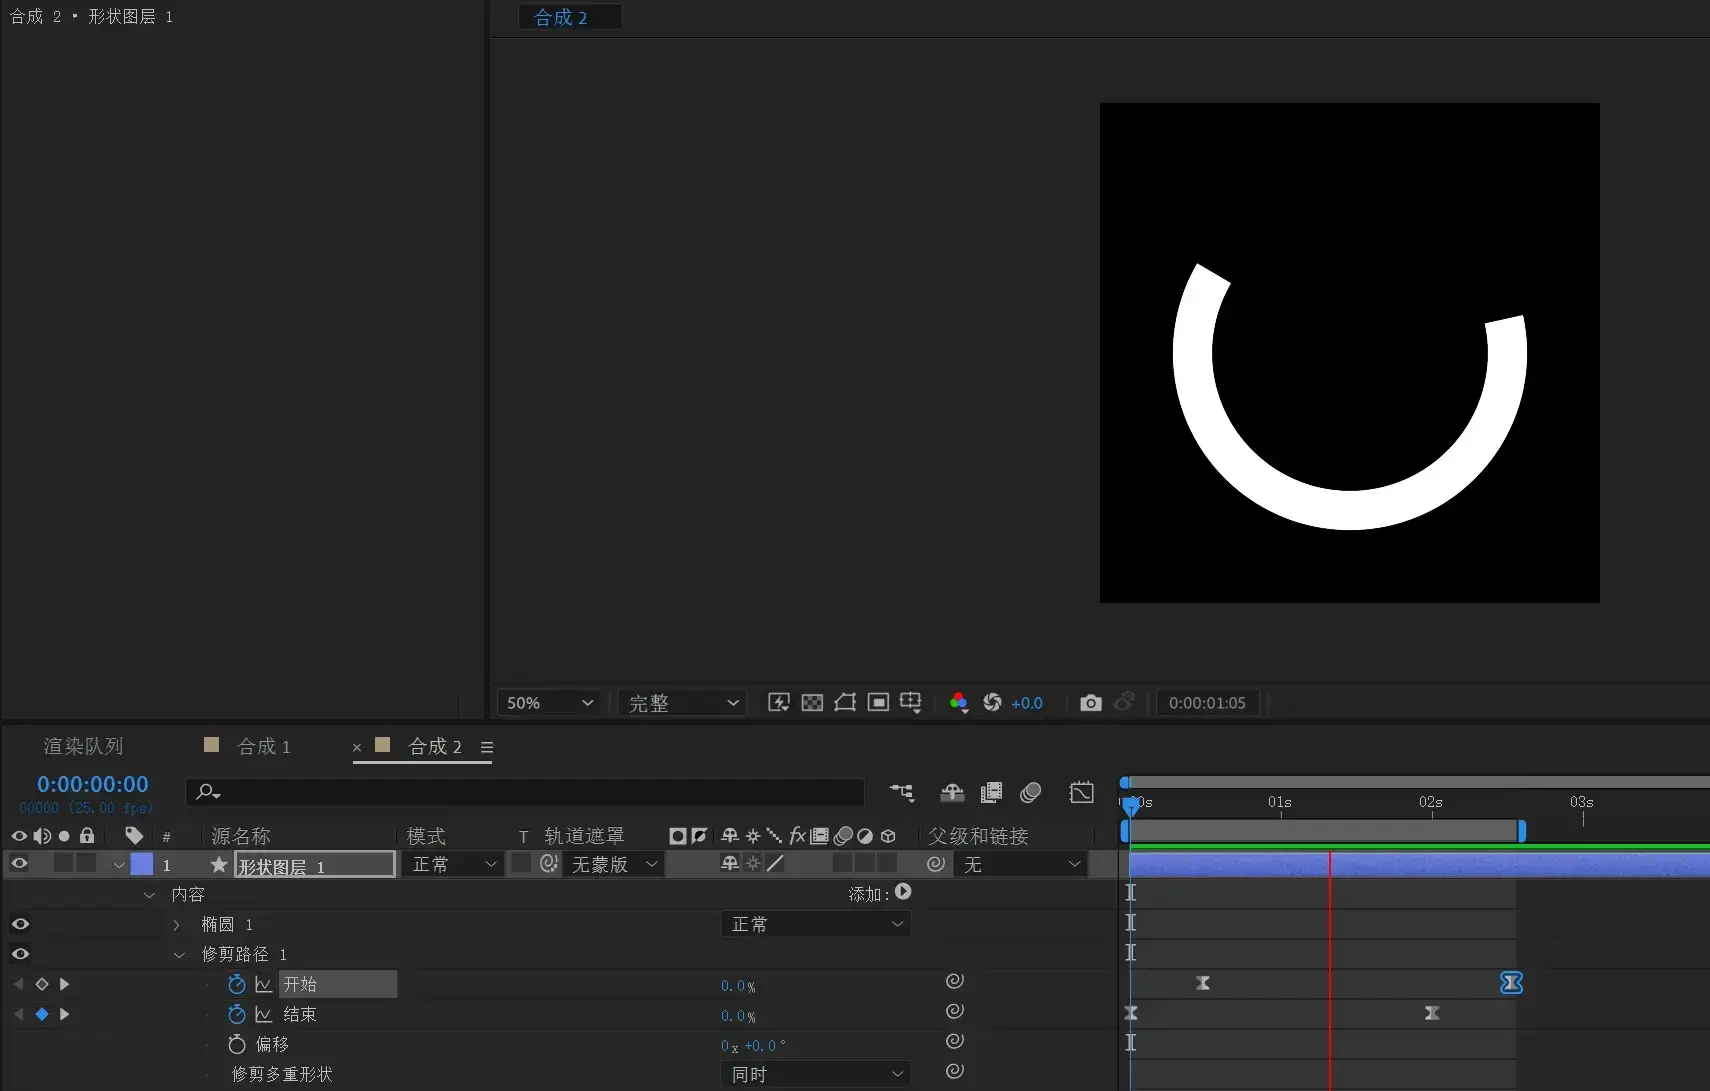 合成 2 • 形状图层 1
合成 2
50%
完整
+0.0
0:00:01:05
渲染队列
合成 1
× 合成 2
0:00:00:00
00000 (25.00 fps)
00s 01s 02s 03s
# 源名称 模式 T 轨道遮罩 fx 父级和链接
1 形状图层 1 正常 无蒙版 无
内容 添加:
椭圆 1 正常
修剪路径 1
开始 0.0%
结束 0.0%
偏移 0x+0.0°
修剪多重形状 同时